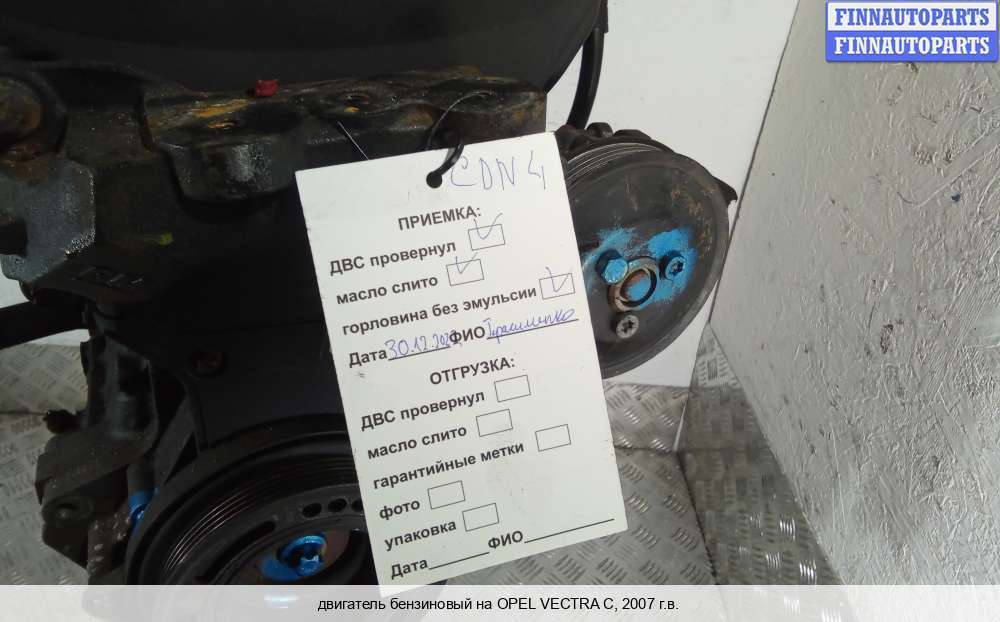 FINNAUTOPARTS
FINNAUTOPARTS
CDN4
ПРИЕМКА:
ДВС провернул
масло слито
горловина без эмульсии
Дата 30.12. ФИО Герасименко
ОТГРУЗКА:
ДВС провернул
масло слито
гарантийные метки
фото
упаковка
Дата ФИО
двигатель бензиновый на OPEL VECTRA C, 2007 г.в.